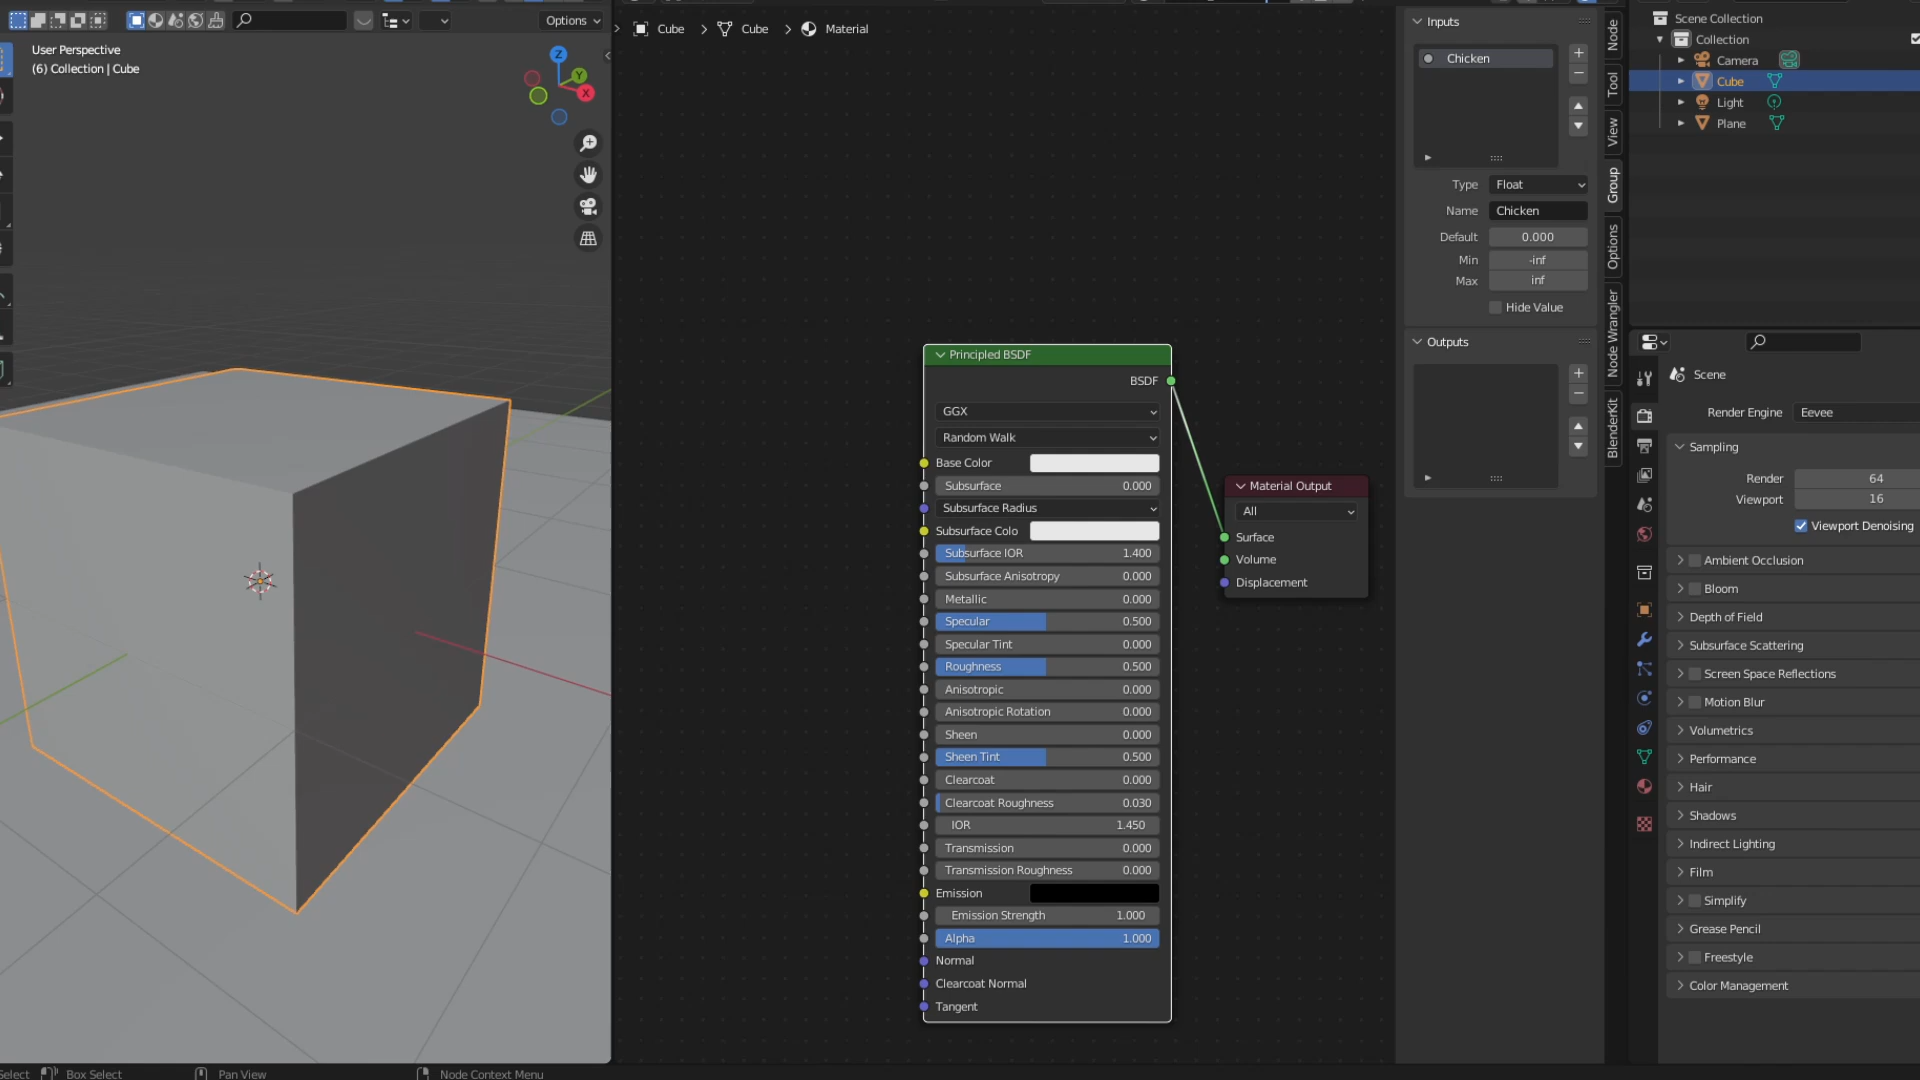 Options
User Perspective
(6) Collection | Cube
Z
Y
X
Cube
Cube
Material
Principled BSDF
BSDF
GGX
Random Walk
Base Color
Subsurface 0.000
Subsurface Radius
Subsurface Colo
Subsurface IOR 1.400
Subsurface Anisotropy 0.000
Metallic 0.000
Specular 0.500
Specular Tint 0.000
Roughness 0.500
Anisotropic 0.000
Anisotropic Rotation 0.000
Sheen 0.000
Sheen Tint 0.500
Clearcoat 0.000
Clearcoat Roughness 0.030
IOR 1.450
Transmission 0.000
Transmission Roughness 0.000
Emission
Emission Strength 1.000
Alpha 1.000
Normal
Clearcoat Normal
Tangent
Material Output
All
Surface
Volume
Displacement
Inputs
Chicken
Type Float
Name Chicken
Default 0.000
Min -inf
Max inf
Hide Value
Outputs
Node
Tool
View
Group
Options
Node Wrangler
BlenderKit
Scene Collection
Collection
Camera
Cube
Light
Plane
Scene
Render Engine Eevee
Sampling
Render 64
Viewport 16
Viewport Denoising
Ambient Occlusion
Bloom
Depth of Field
Subsurface Scattering
Screen Space Reflections
Motion Blur
Volumetrics
Performance
Hair
Shadows
Indirect Lighting
Film
Simplify
Grease Pencil
Freestyle
Color Management
Select
Box Select
Pan View
Node Context Menu